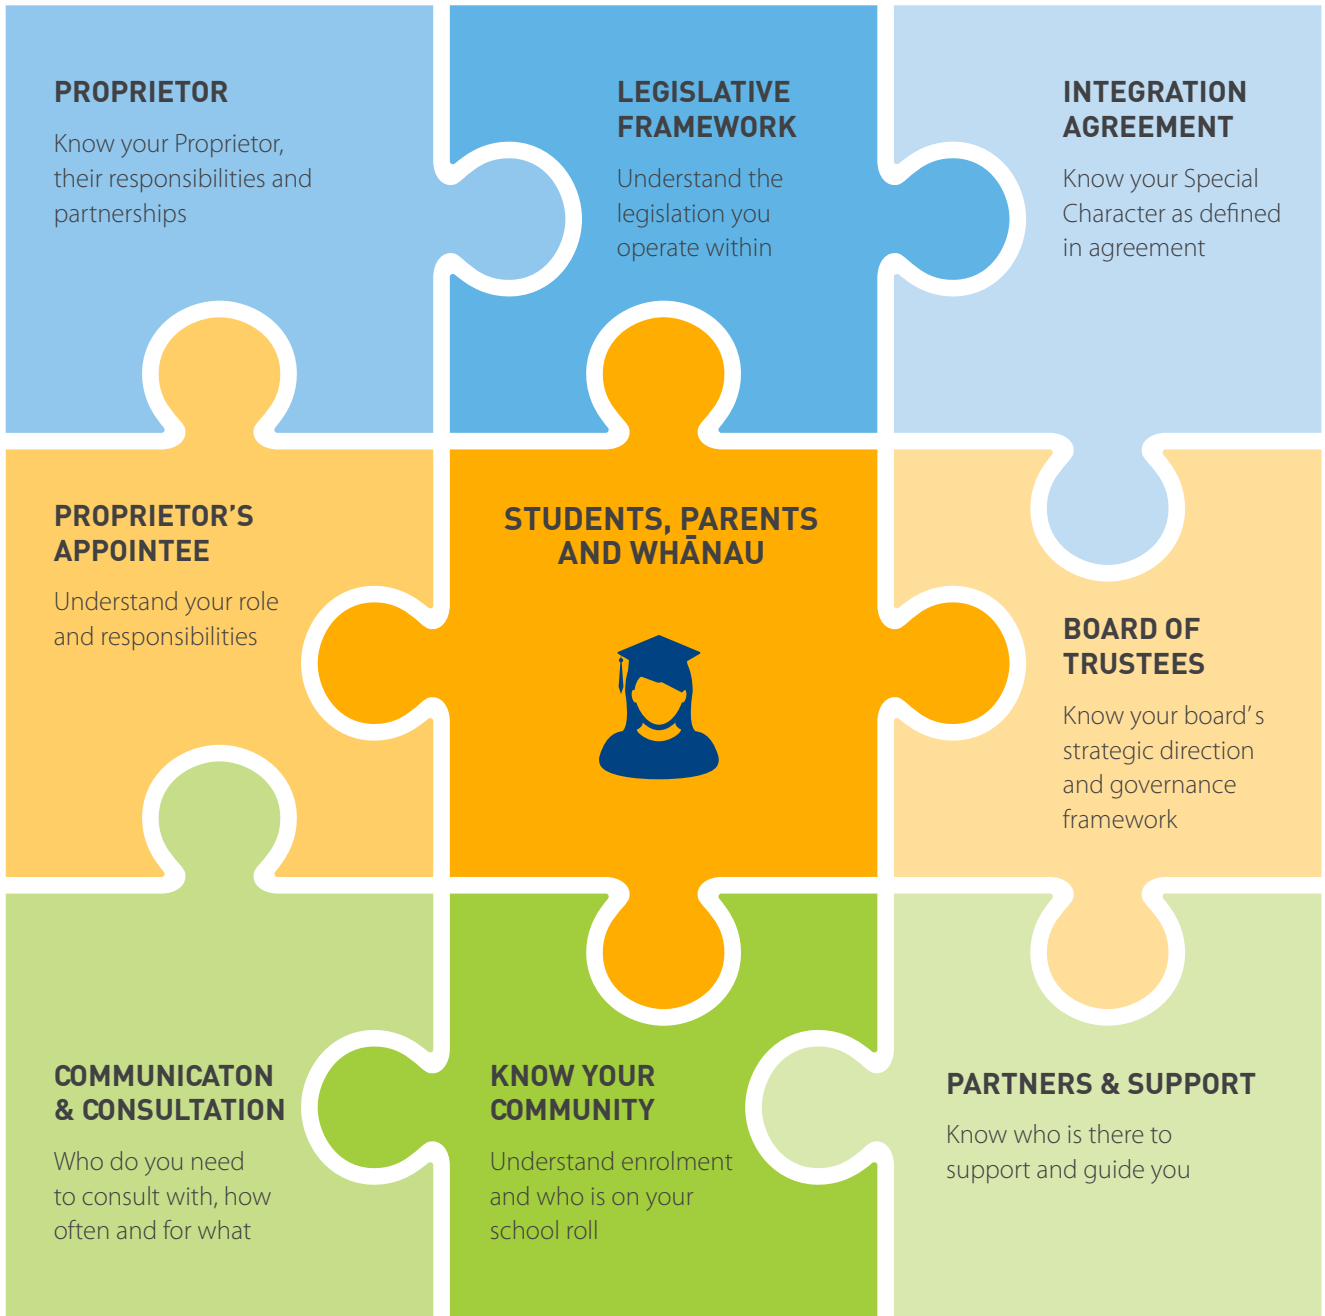 PROPRIETOR
Know your Proprietor,
their responsibilities and
partnerships
LEGISLATIVE
FRAMEWORK
Understand the
legislation you
operate within
INTEGRATION
AGREEMENT
Know your Special
Character as defined
in agreement
PROPRIETOR'S
APPOINTEE
Understand your role
and responsibilities
STUDENTS, PARENTS
AND WHĀNAU
BOARD OF
TRUSTEES
Know your board's
strategic direction
and governance
framework
COMMUNICATON
& CONSULTATION
Who do you need
to consult with, how
often and for what
KNOW YOUR
COMMUNITY
Understand enrolment
and who is on your
school roll
PARTNERS & SUPPORT
Know who is there to
support and guide you